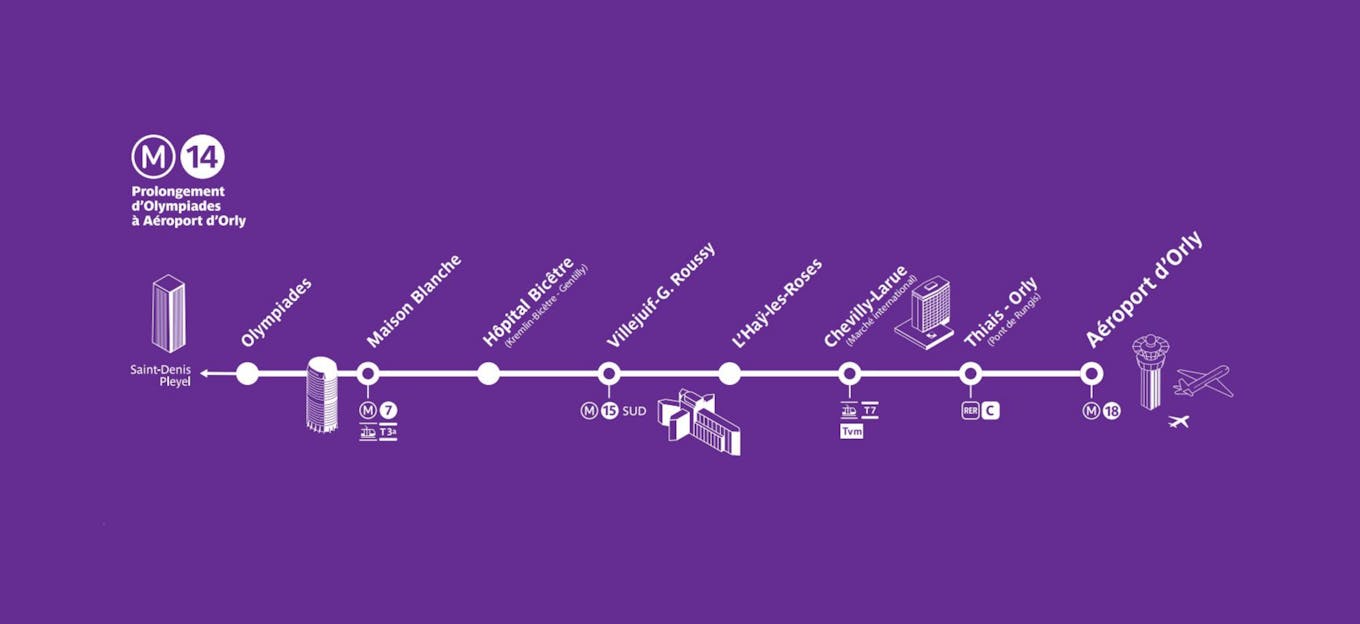 M 14
Prolongement
d'Olympiades
à Aéroport d'Orly
Saint-Denis
Pleyel
Olympiades
Maison Blanche
M 7
T3a
Hôpital Bicêtre
(Kremlin-Bicêtre - Gentilly)
Villejuif-G. Roussy
M 15 SUD
L'Haÿ-les-Roses
Chevilly-Larue
(Marché international)
T7
Tvm
Thiais - Orly
(Pont de Rungis)
RER C
Aéroport d'Orly
M 18